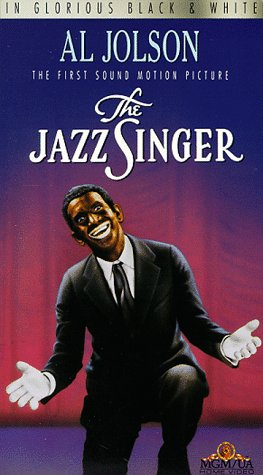 IN GLORIOUS BLACK & WHITE
AL JOLSON
THE FIRST SOUND MOTION PICTURE
The
JAZZ SINGER
MGM/UA
HOME VIDEO